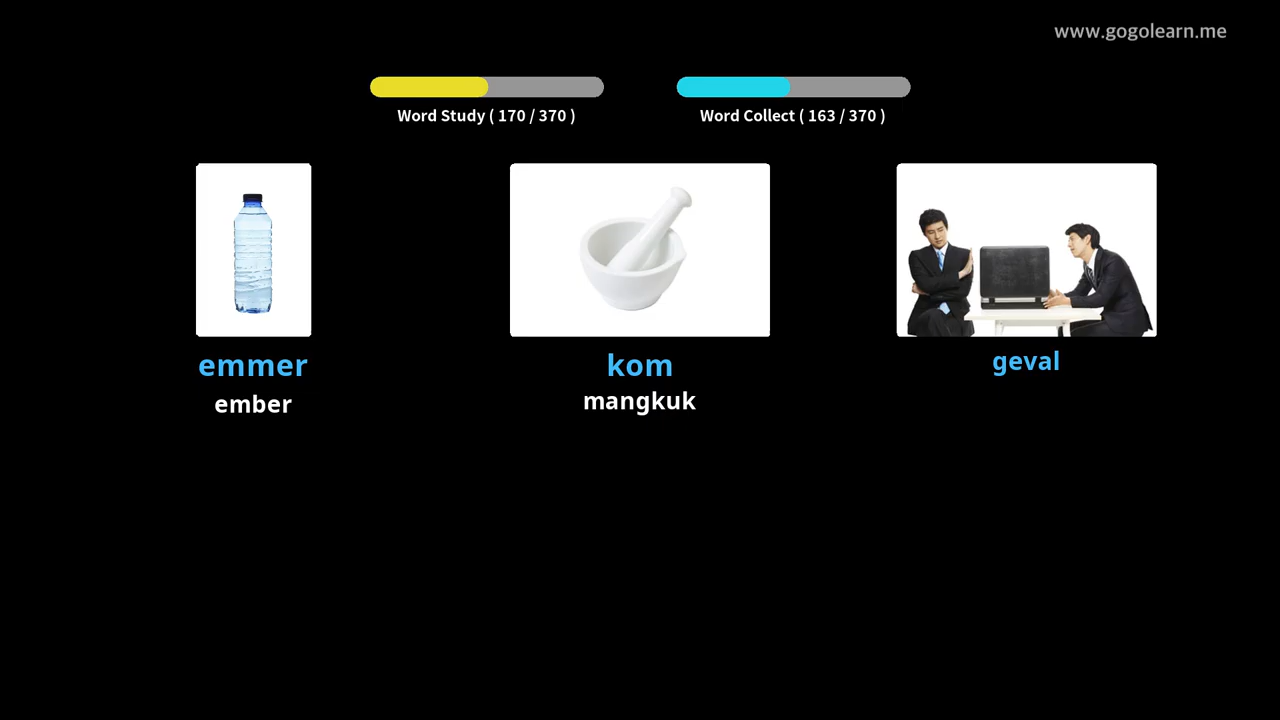 www.gogolearn.me
Word Study ( 170 / 370 )
Word Collect ( 163 / 370 )
emmer
ember
kom
mangkuk
geval